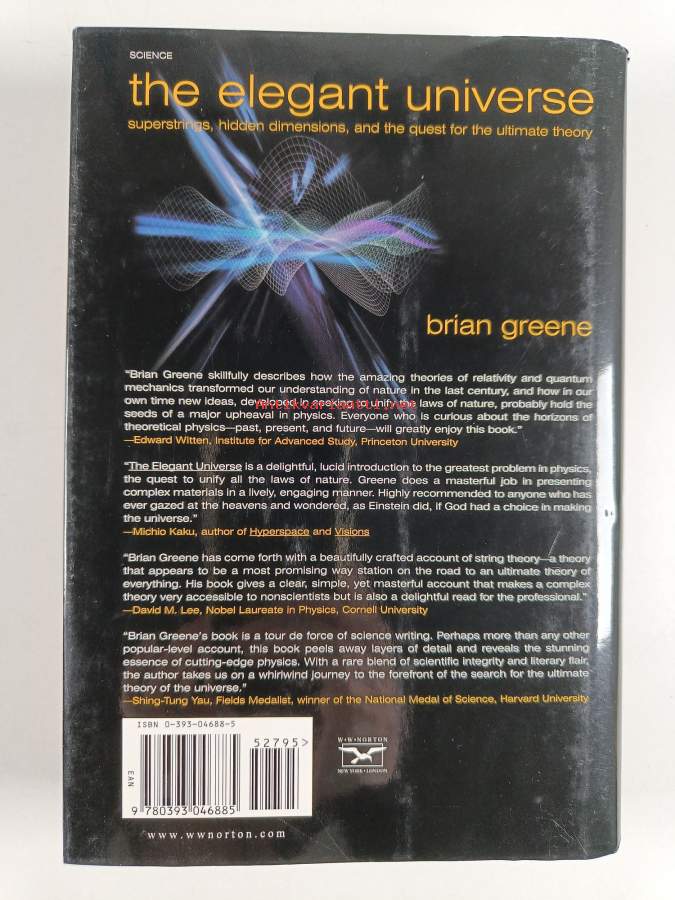 SCIENCE
the elegant universe
superstrings, hidden dimensions, and the quest for the ultimate theory
brian greene
"Brian Greene skillfully describes how the amazing theories of relativity and quantum
mechanics transformed our understanding of nature in the last century, and how in our
own time new ideas, developed in seeking to unify the laws of nature, probably hold the
seeds of a major upheaval in physics. Everyone who is curious about the horizons of
theoretical physics—past, present, and future—will greatly enjoy this book."
—Edward Witten, Institute for Advanced Study, Princeton University
"The Elegant Universe is a delightful, lucid introduction to the greatest problem in physics,
the quest to unify all the laws of nature. Greene does a masterful job in presenting
complex materials in a lively, engaging manner. Highly recommended to anyone who has
ever gazed at the heavens and wondered, as Einstein did, if God had a choice in making
the universe."
—Michio Kaku, author of Hyperspace and Visions
"Brian Greene has come forth with a beautifully crafted account of string theory—a theory
that appears to be a most promising way station on the road to an ultimate theory of
everything. His book gives a clear, simple, yet masterful account that makes a complex
theory very accessible to nonscientists but is also a delightful read for the professional."
—David M. Lee, Nobel Laureate in Physics, Cornell University
"Brian Greene's book is a tour de force of science writing. Perhaps more than any other
popular-level account, this book peels away layers of detail and reveals the stunning
essence of cutting-edge physics. With a rare blend of scientific integrity and literary flair,
the author takes us on a whirlwind journey to the forefront of the search for the ultimate
theory of the universe."
—Shing-Tung Yau, Fields Medalist, winner of the National Medal of Science, Harvard University
ISBN 0-393-04688-5
52795>
EAN
9 780393 046885
W·W·NORTON
NEW YORK·LONDON
www.wwnorton.com